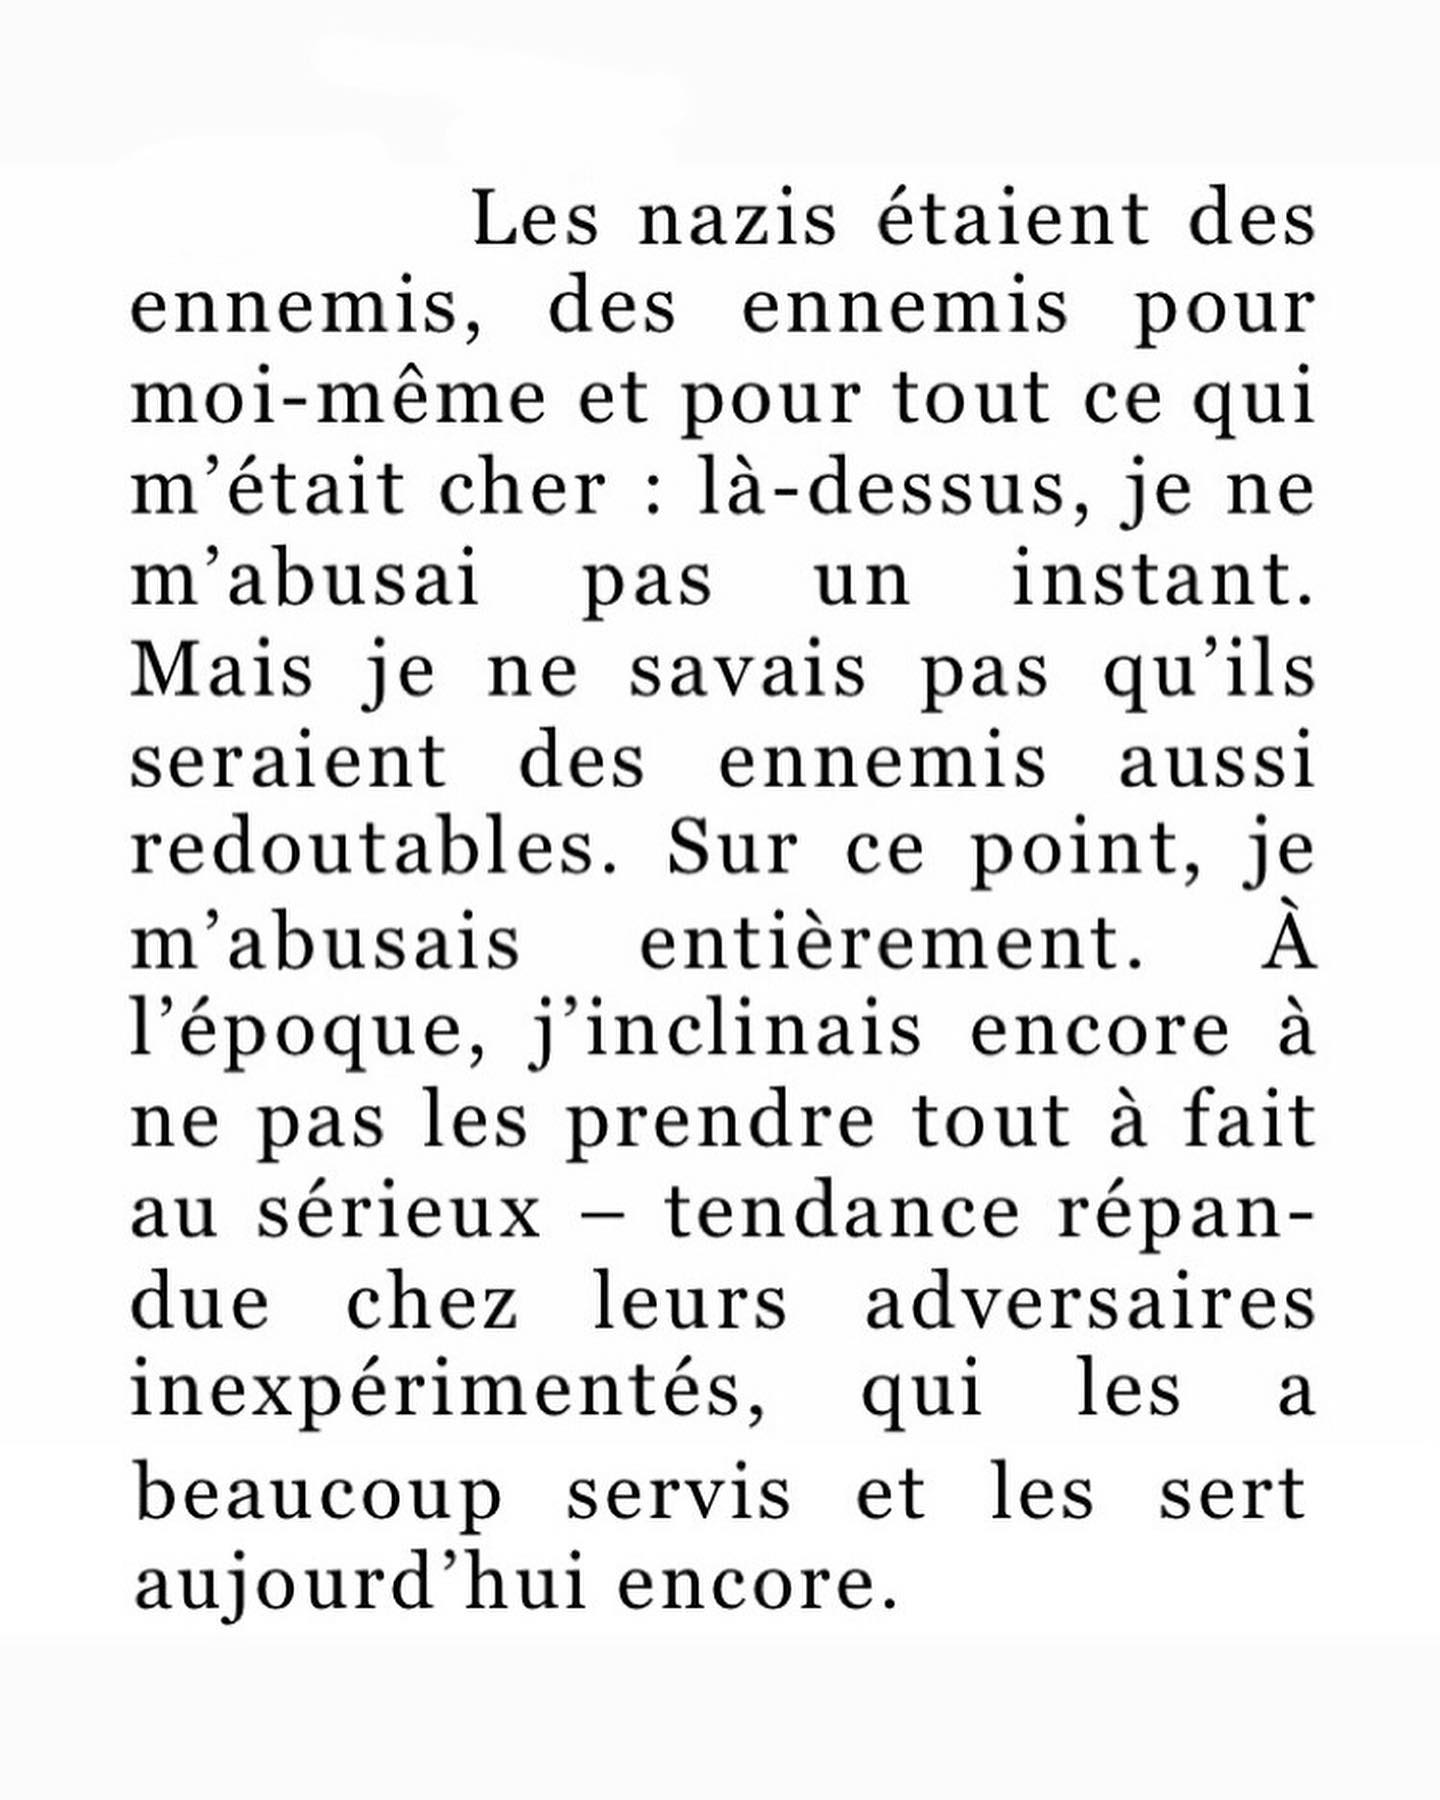 Les nazis étaient des
ennemis, des ennemis pour
moi-même et pour tout ce qui
m’était cher : là-dessus, je ne
m’abusai pas un instant.
Mais je ne savais pas qu’ils
seraient des ennemis aussi
redoutables. Sur ce point, je
m’abusais entièrement. À
l’époque, j’inclinais encore à
ne pas les prendre tout à fait
au sérieux – tendance répan-
due chez leurs adversaires
inexpérimentés, qui les a
beaucoup servis et les sert
aujourd’hui encore.